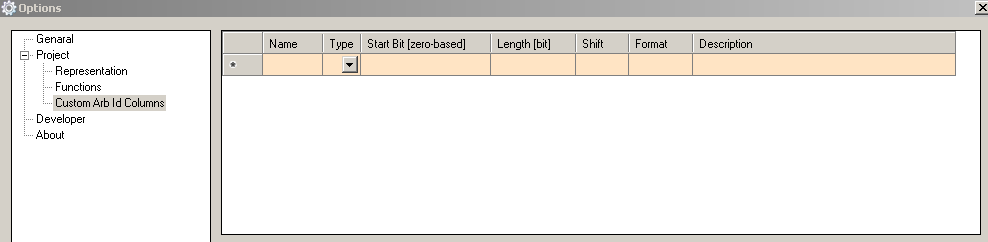 Options
Genaral
Project
Representation
Functions
Custom Arb Id Columns
Developer
About
Name Type Start Bit [zero-based] Length [bit] Shift Format Description
*